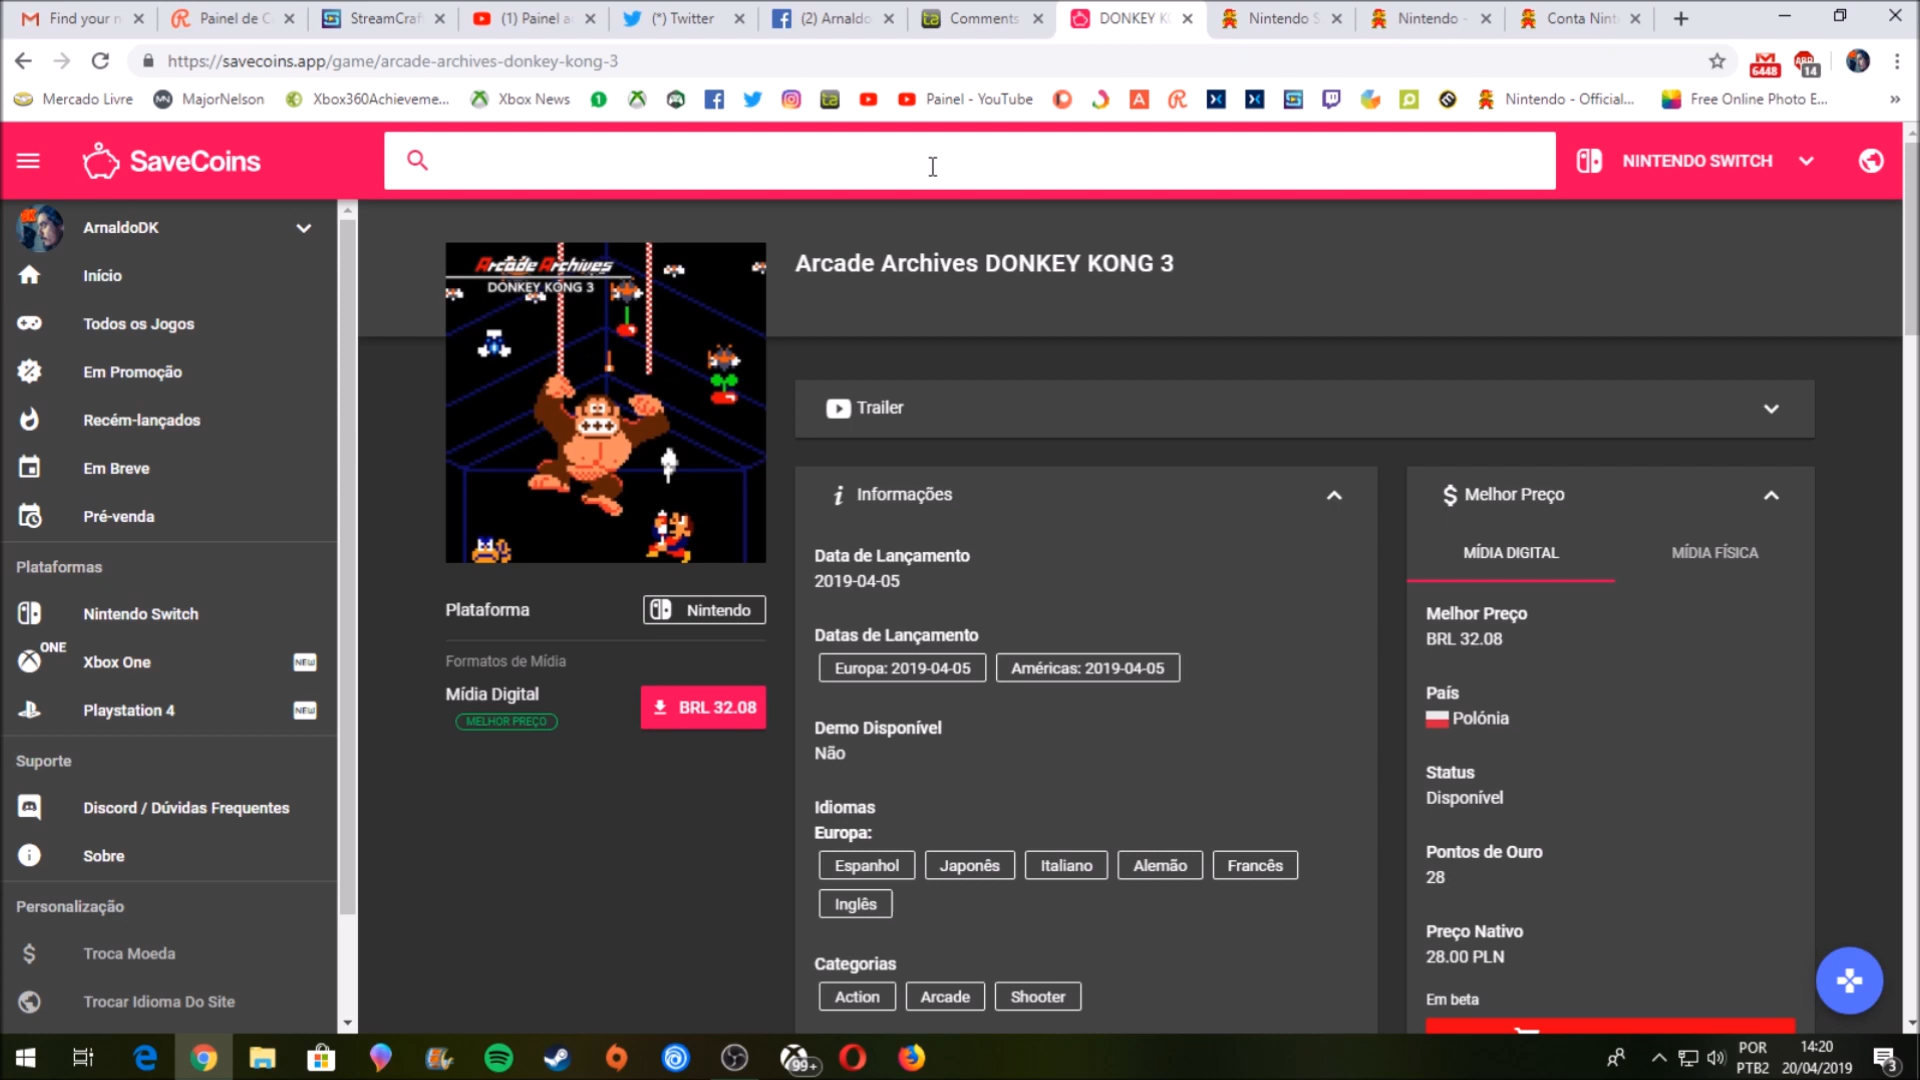 Find your n
Painel de C
StreamCraf
(1) Painel a
(*) Twitter
(2) Arnaldo
Comments
DONKEY K
Nintendo S
Nintendo -
Conta Nint
https://savecoins.app/game/arcade-archives-donkey-kong-3
6448
ABP
14
Mercado Livre
MajorNelson
Xbox360Achieveme...
Xbox News
Painel - YouTube
Nintendo - Official...
Free Online Photo E...
SaveCoins
NINTENDO SWITCH
ArnaldoDK
Início
Todos os Jogos
Em Promoção
Recém-lançados
Em Breve
Pré-venda
Plataformas
Nintendo Switch
ONE
Xbox One
NEW
Playstation 4
NEW
Suporte
Discord / Dúvidas Frequentes
Sobre
Personalização
Troca Moeda
Trocar Idioma Do Site
Arcade Archives
DONKEY KONG 3
Plataforma
Nintendo
Formatos de Mídia
Mídia Digital
MELHOR PREÇO
BRL 32.08
Arcade Archives DONKEY KONG 3
Trailer
Informações
Data de Lançamento
2019-04-05
Datas de Lançamento
Europa: 2019-04-05
Américas: 2019-04-05
Demo Disponível
Não
Idiomas
Europa:
Espanhol
Japonês
Italiano
Alemão
Francês
Inglês
Categorias
Action
Arcade
Shooter
Melhor Preço
MÍDIA DIGITAL
MÍDIA FÍSICA
Melhor Preço
BRL 32.08
País
Polónia
Status
Disponível
Pontos de Ouro
28
Preço Nativo
28.00 PLN
Em beta
99+
POR
PTB2
14:20
20/04/2019
3